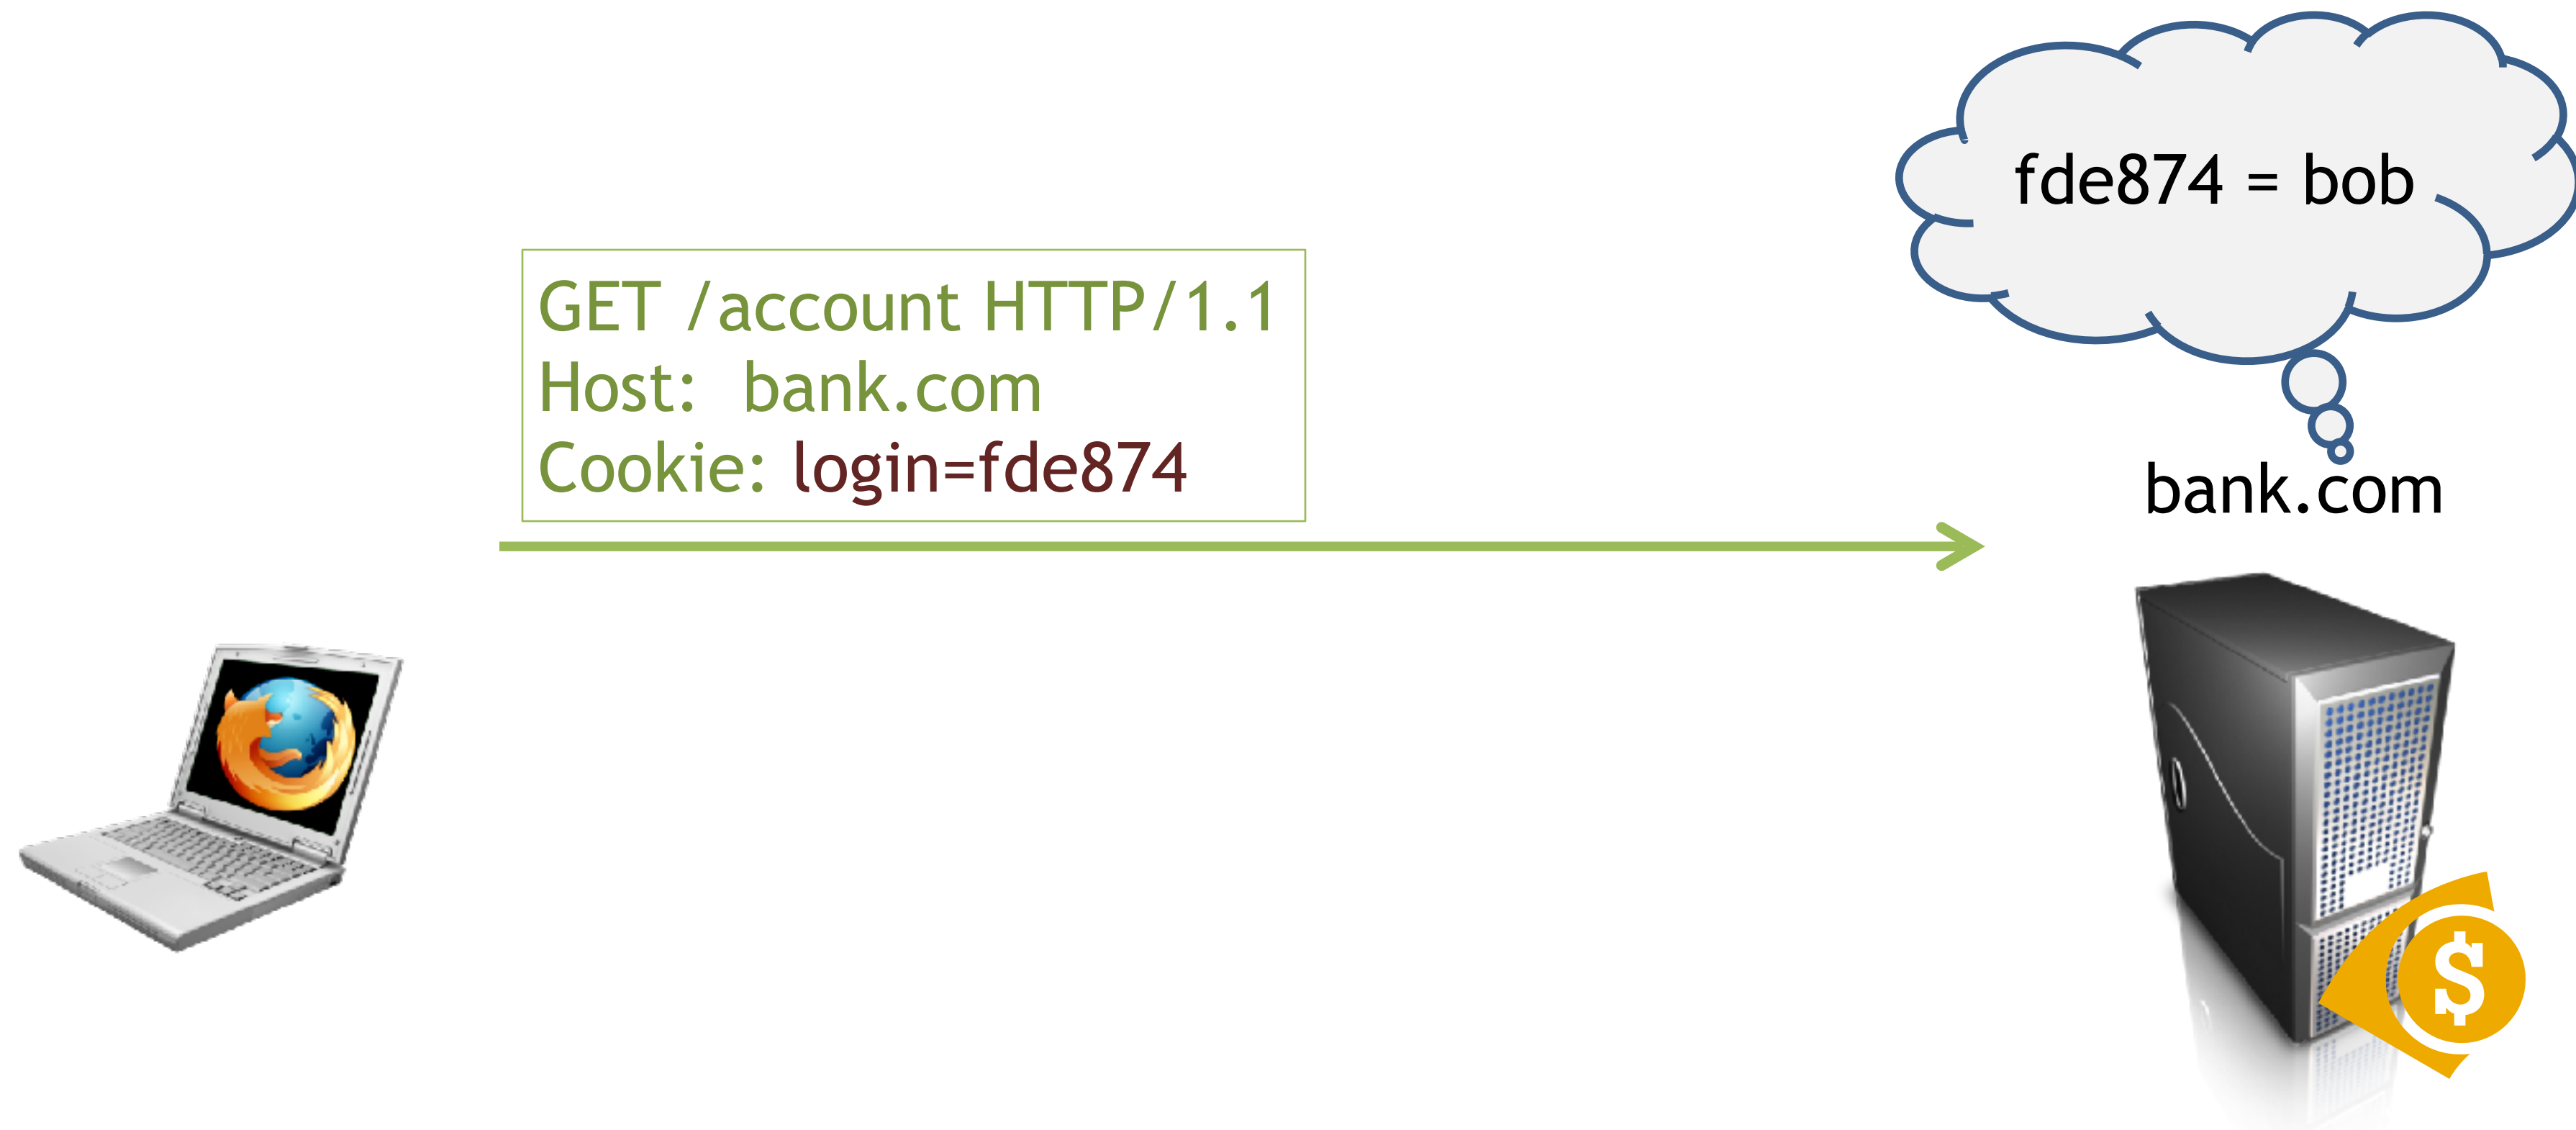 fde874 = bob
GET /account HTTP/1.1
Host: bank.com
Cookie: login=fde874
bank.com
$